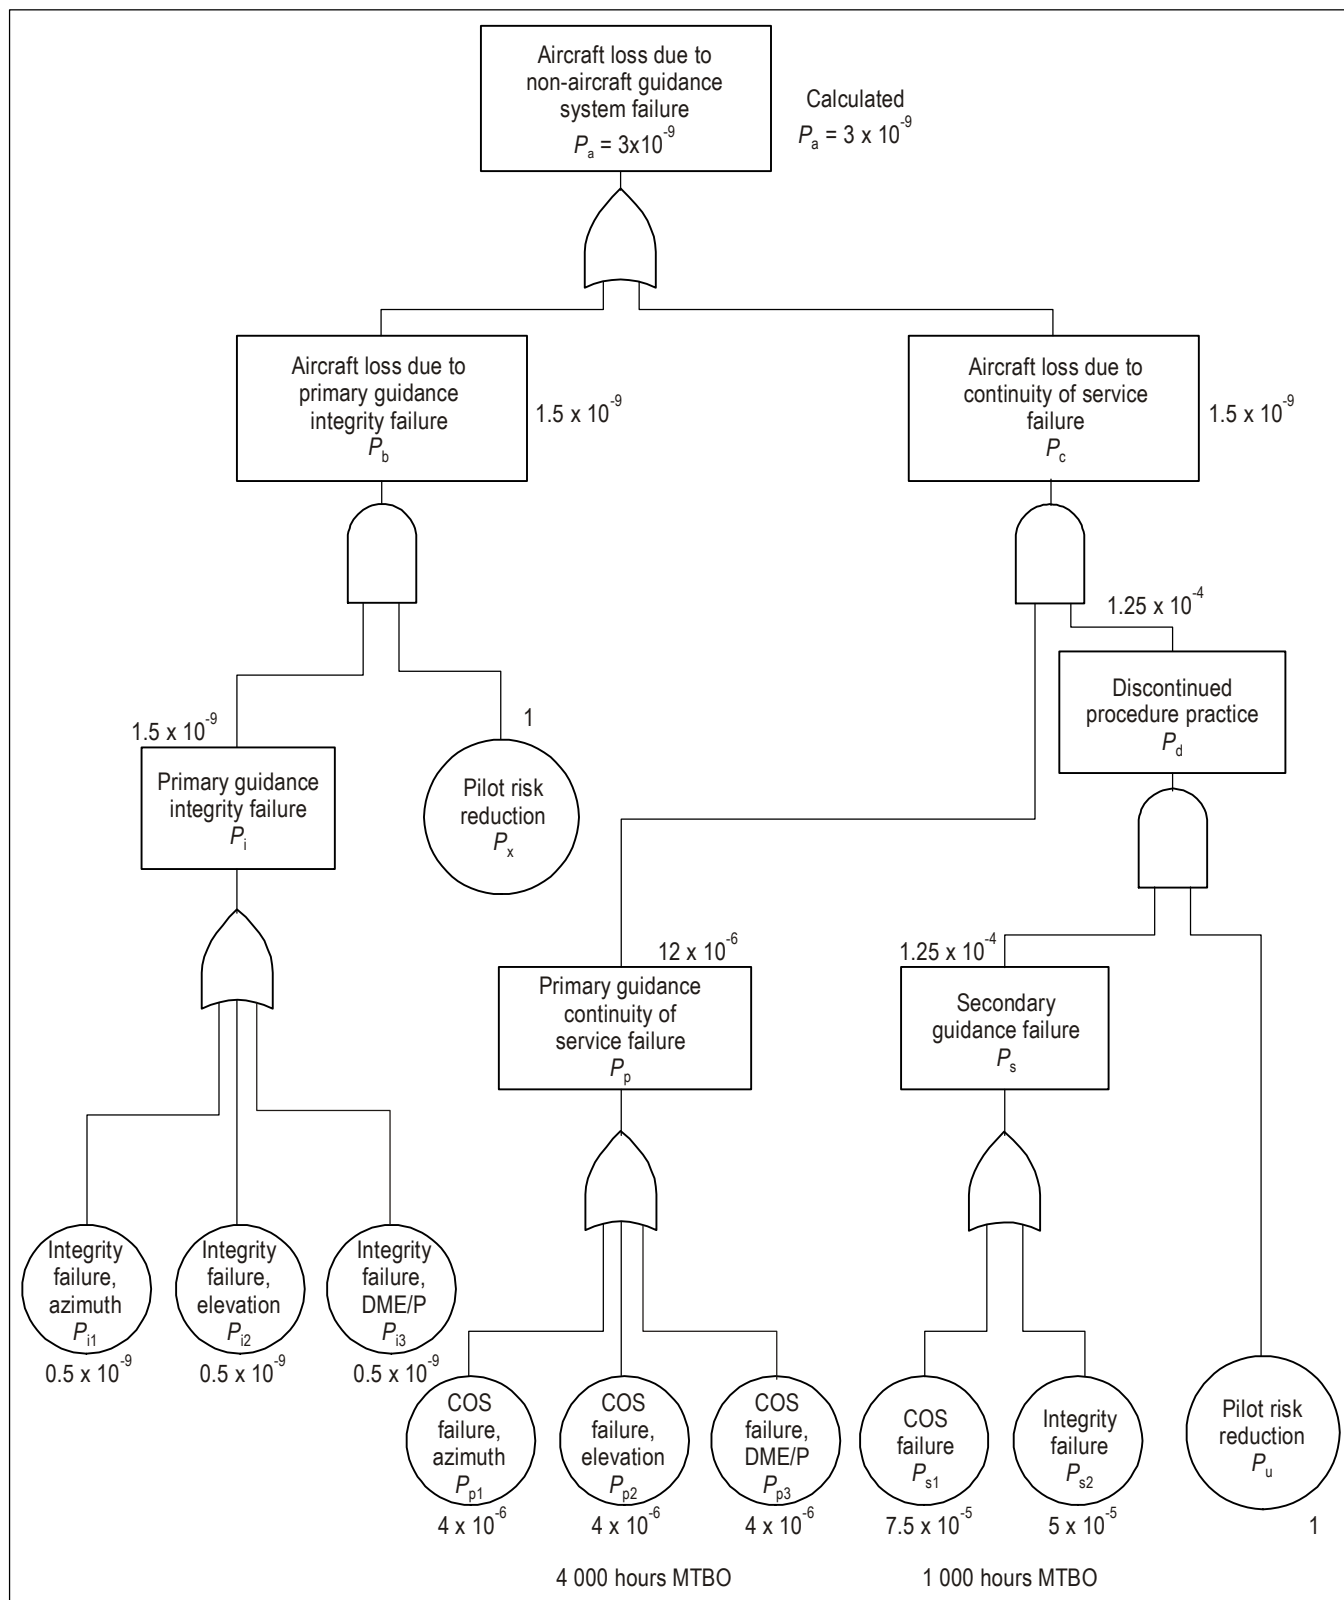 Aircraft loss due to
non-aircraft guidance
system failure
Pa = 3x10-9
Calculated
Pa = 3 x 10-9
Aircraft loss due to
primary guidance
integrity failure
Pb
1.5 x 10-9
Aircraft loss due to
continuity of service
failure
Pc
1.5 x 10-9
1.25 x 10-4
Discontinued
procedure practice
Pd
1.5 x 10-9
Primary guidance
integrity failure
Pi
1
Pilot risk
reduction
Px
12 x 10-6
Primary guidance
continuity of
service failure
Pp
1.25 x 10-4
Secondary
guidance failure
Ps
Integrity
failure,
azimuth
Pi1
0.5 x 10-9
Integrity
failure,
elevation
Pi2
0.5 x 10-9
Integrity
failure,
DME/P
Pi3
0.5 x 10-9
COS
failure,
azimuth
Pp1
4 x 10-6
COS
failure,
elevation
Pp2
4 x 10-6
COS
failure,
DME/P
Pp3
4 x 10-6
COS
failure
Ps1
7.5 x 10-5
Integrity
failure
Ps2
5 x 10-5
Pilot risk
reduction
Pu
1
4 000 hours MTBO
1 000 hours MTBO